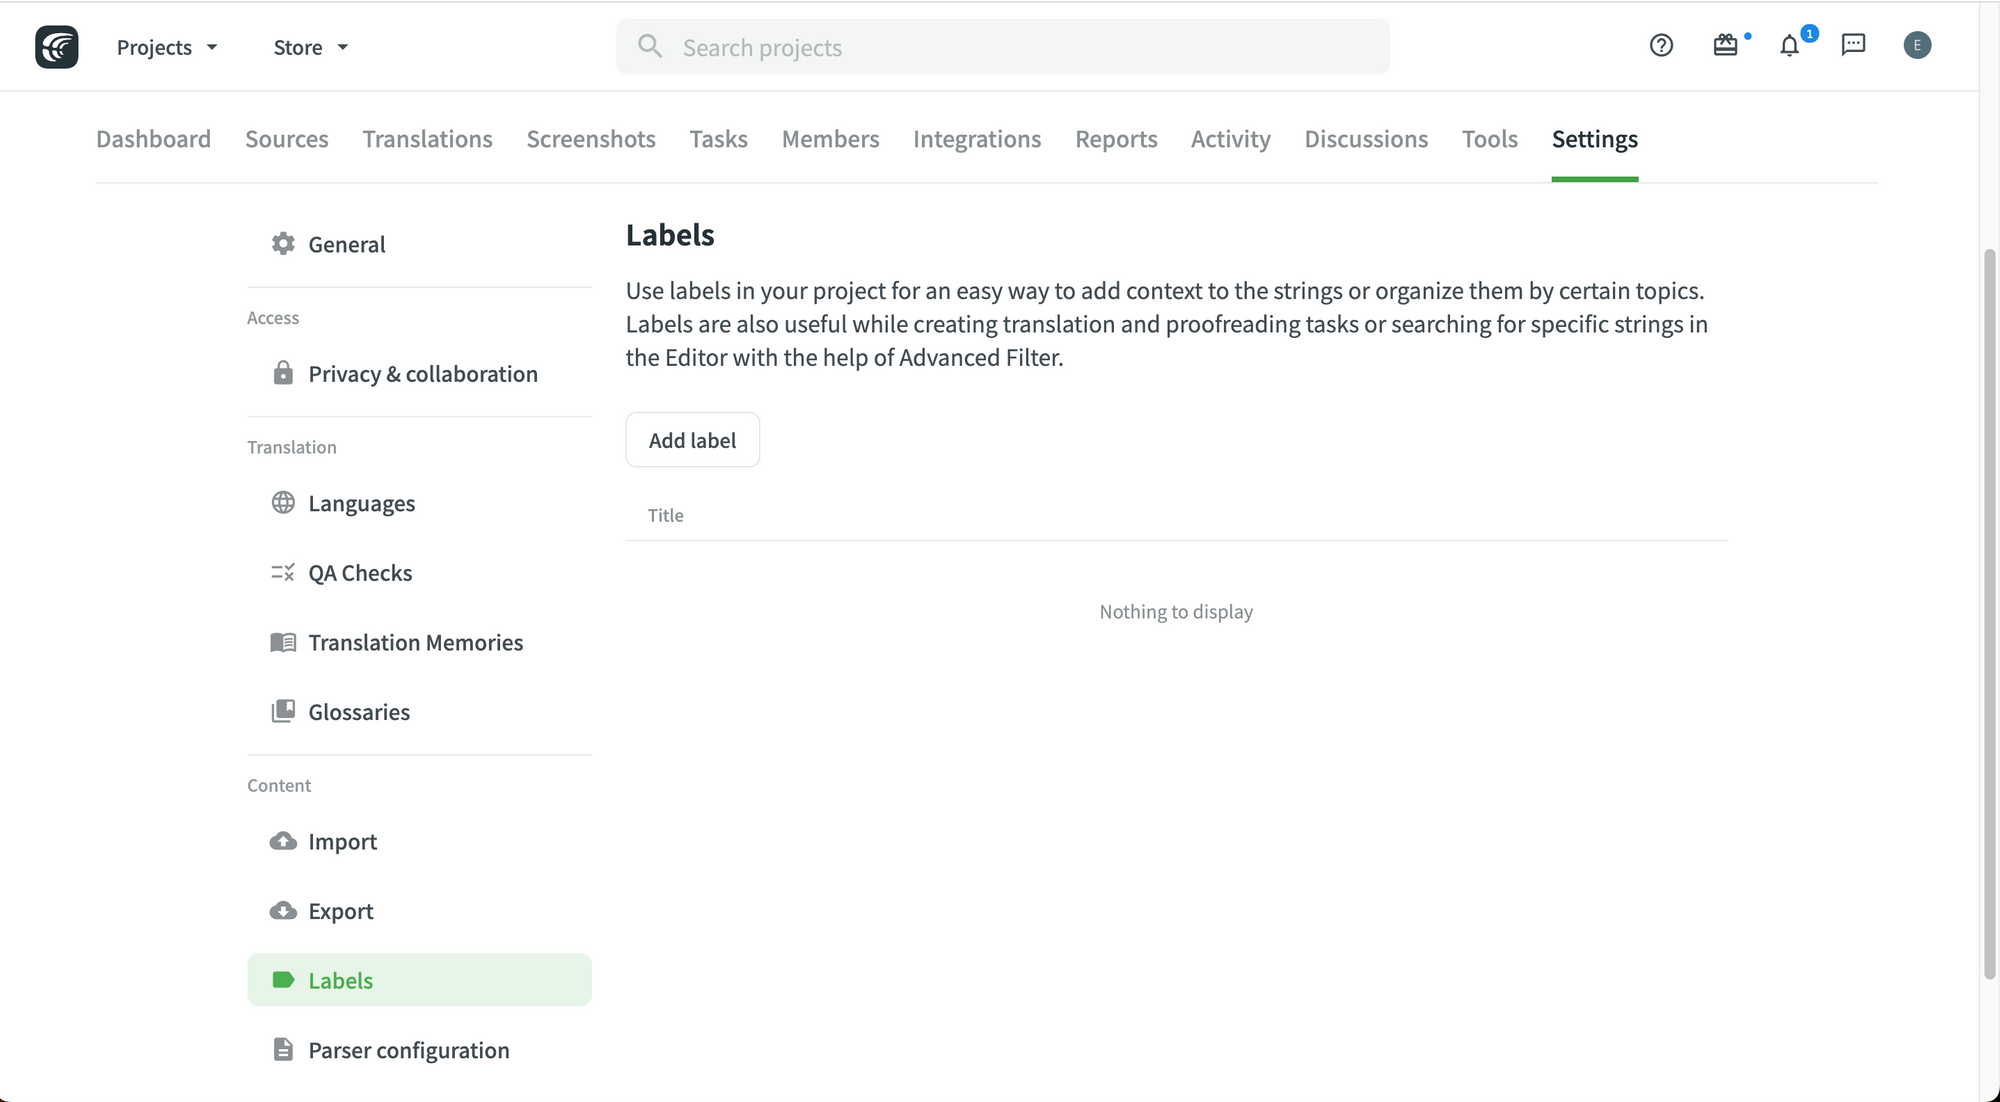 Projects Store Search projects 1 E
Dashboard Sources Translations Screenshots Tasks Members Integrations Reports Activity Discussions Tools Settings
General
Access
Privacy & collaboration
Translation
Languages
QA Checks
Translation Memories
Glossaries
Content
Import
Export
Labels
Parser configuration
Labels
Use labels in your project for an easy way to add context to the strings or organize them by certain topics.
Labels are also useful while creating translation and proofreading tasks or searching for specific strings in
the Editor with the help of Advanced Filter.
Add label
Title
Nothing to display